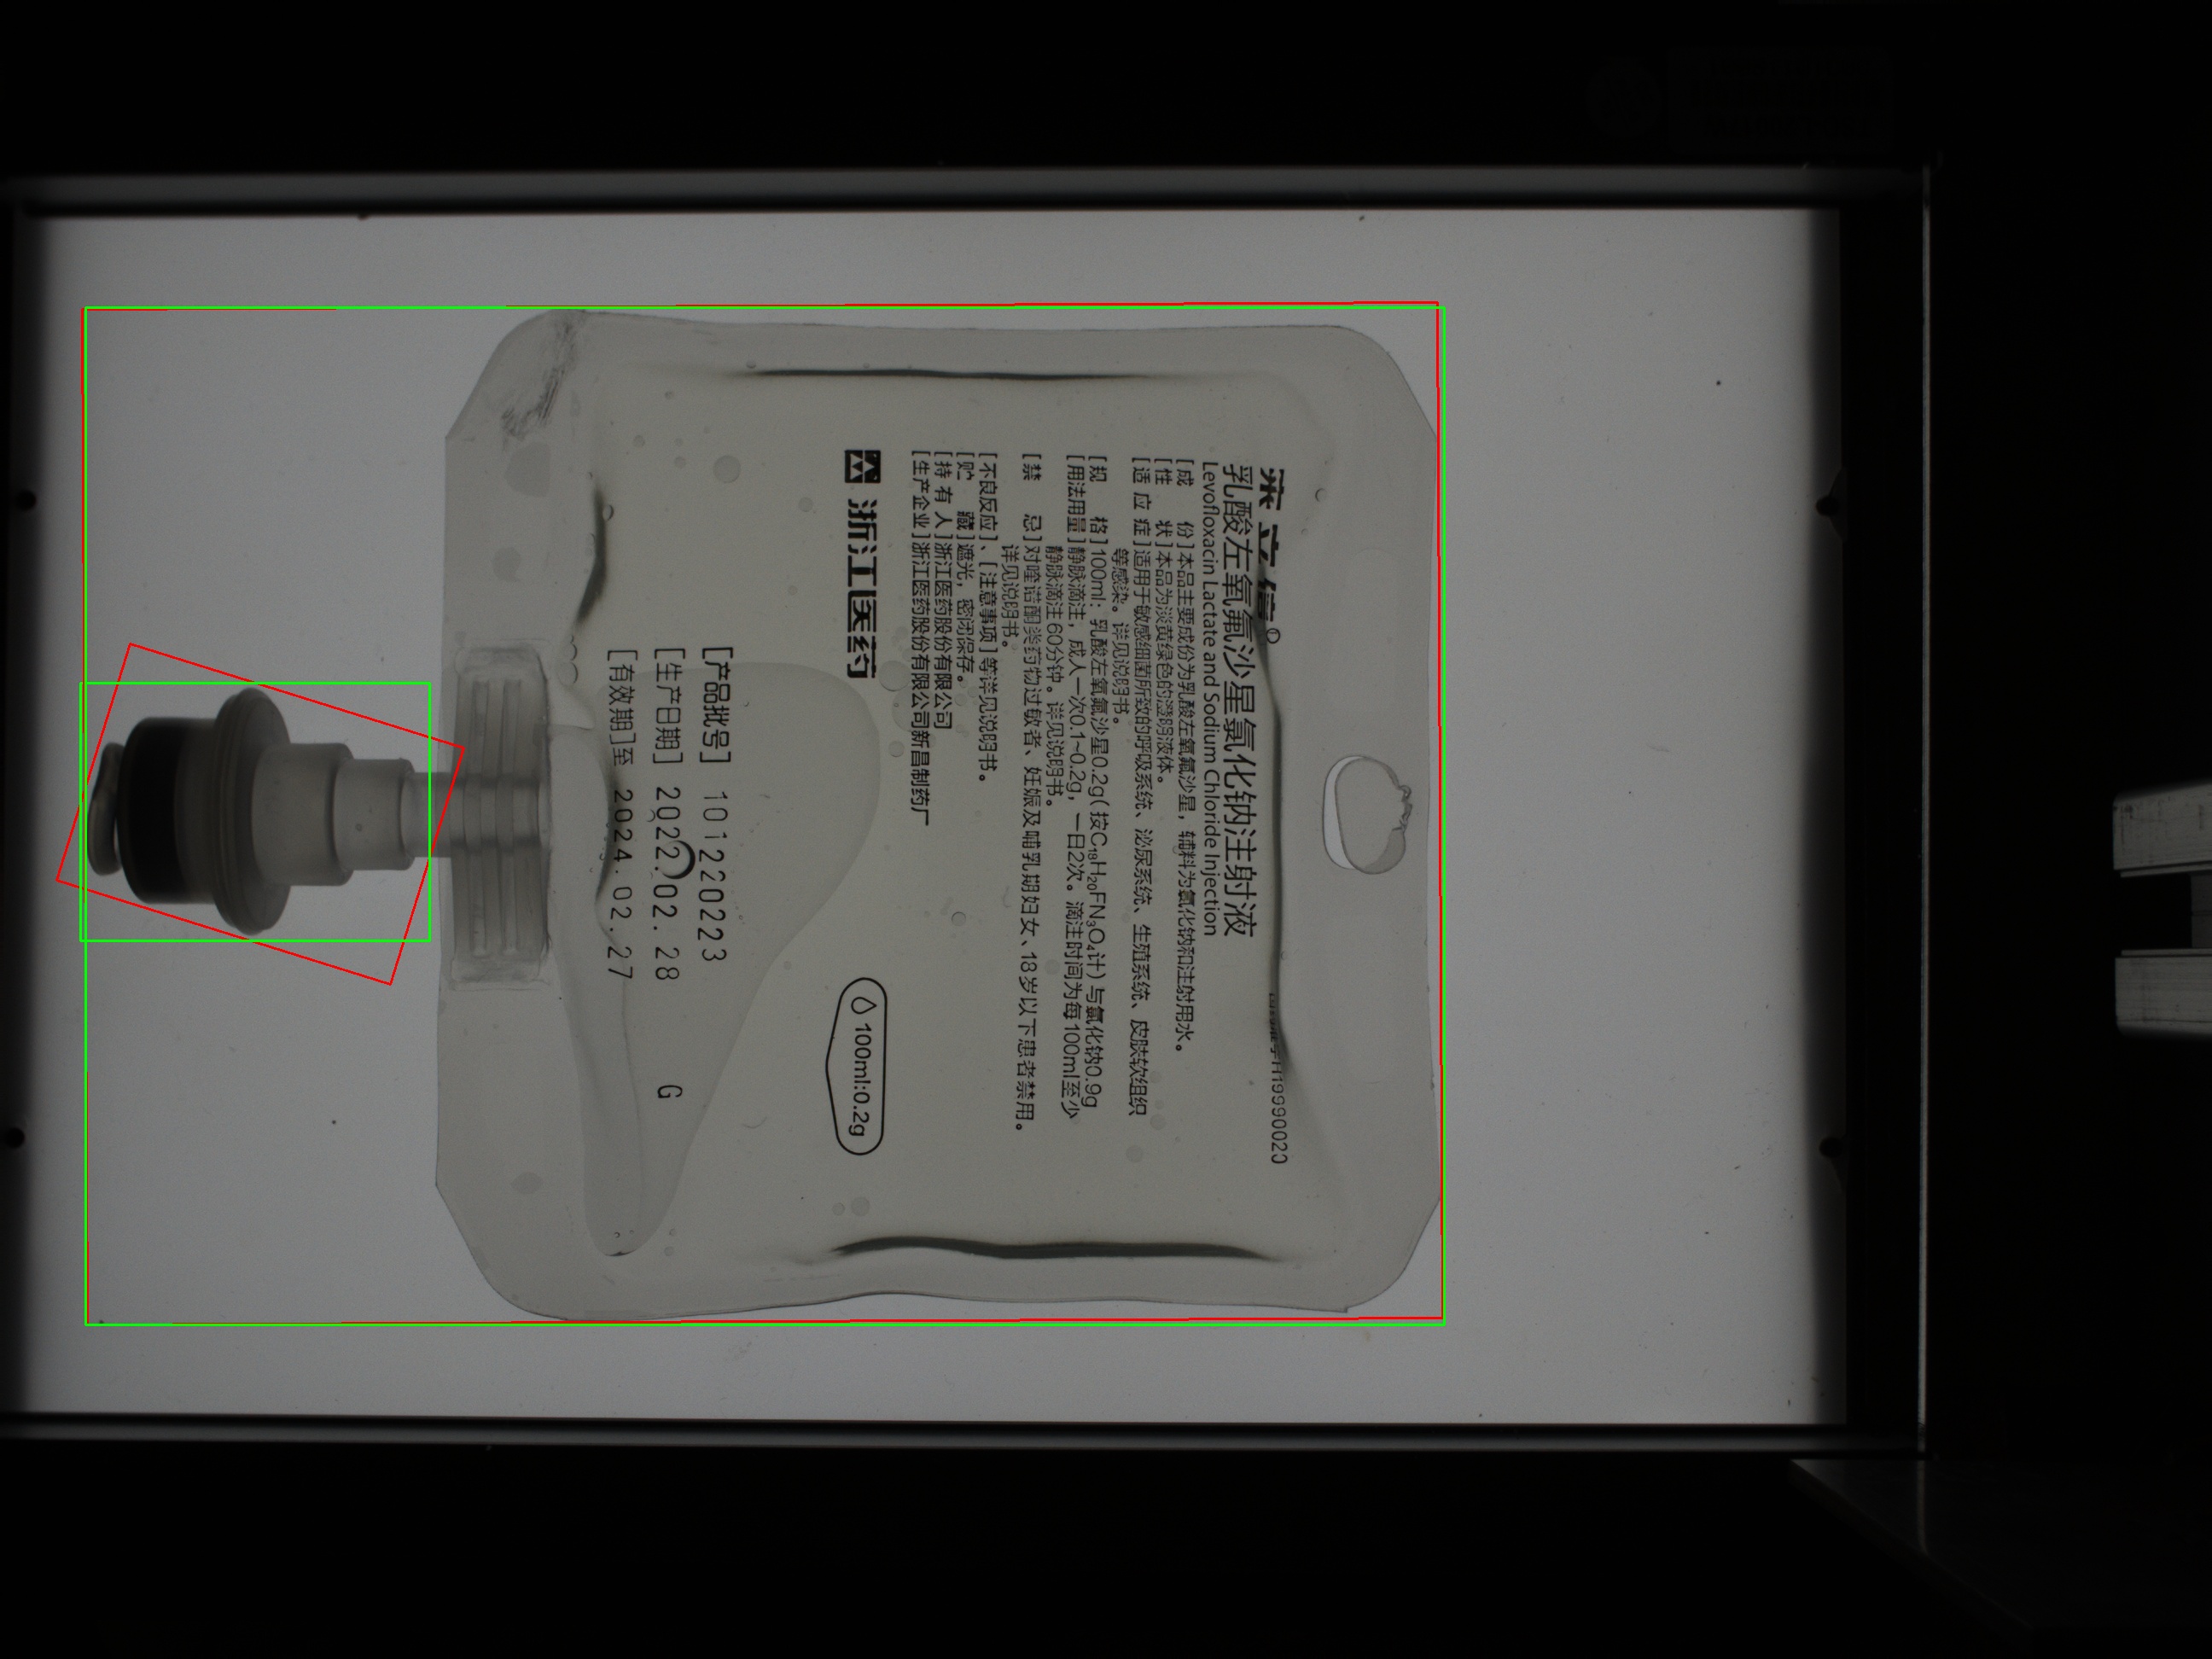 来立信®
乳酸左氧氟沙星氯化钠注射液
Levofloxacin Lactate and Sodium Chloride Injection
[成 份]本品主要成份为乳酸左氧氟沙星，辅料为氯化钠和注射用水。
[性 状]本品为淡黄绿色的澄明液体。
[适 应 症]适用于敏感细菌所致的呼吸系统、泌尿系统、生殖系统、皮肤软组织
等感染。详见说明书。
[规 格]100ml：乳酸左氧氟沙星0.2g(按C₁₈H₂₀FN₃O₄计) 与氯化钠0.9g
[用法用量]静脉滴注，成人一次0.1~0.2g，一日2次。滴注时间为每100ml至少
静脉滴注60分钟。详见说明书。
[禁 忌]对喹诺酮类药物过敏者、妊娠及哺乳期妇女、18岁以下患者禁用。
详见说明书。
[不良反应]、[注意事项]等详见说明书。
[贮 藏]遮光，密闭保存。
[持 有 人]浙江医药股份有限公司
[生产企业]浙江医药股份有限公司新昌制药厂
H19990020
浙江医药
100ml:0.2g
[产品批号] 101220223
[生产日期] 2022.02.28 G
[有效期]至 2024.02.27